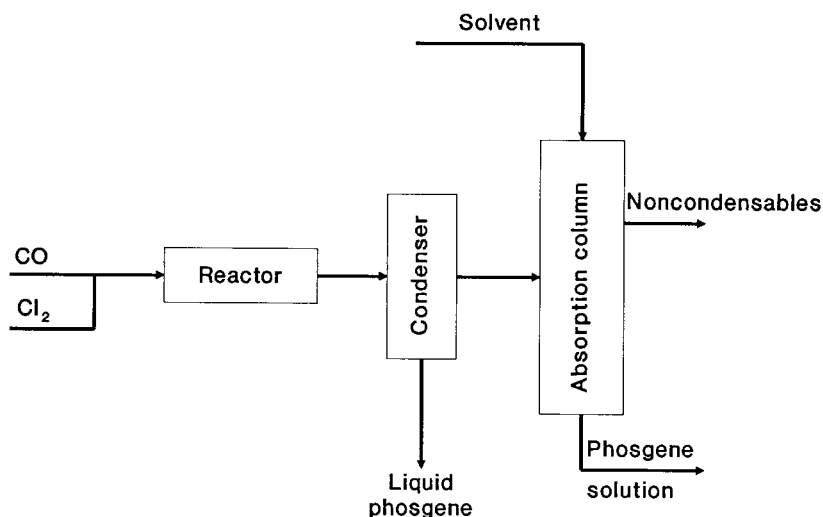 Solvent
Noncondensables
Absorption column
Condenser
CO
Reactor
Cl₂
Phosgene
solution
Liquid
phosgene